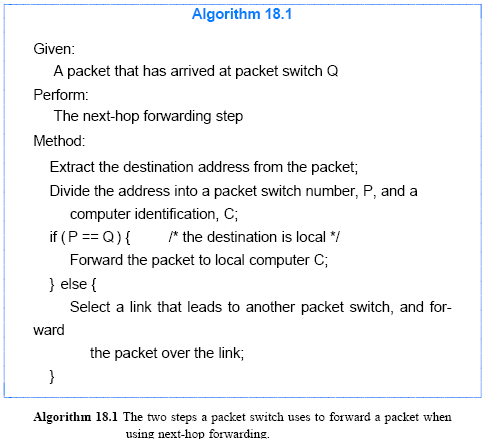 Algorithm 18.1
Given:
A packet that has arrived at packet switch Q
Perform:
The next-hop forwarding step
Method:
Extract the destination address from the packet;
Divide the address into a packet switch number, P, and a
computer identification, C;
if ( P == Q ) { /* the destination is local */
Forward the packet to local computer C;
} else {
Select a link that leads to another packet switch, and for-
ward
the packet over the link;
}
Algorithm 18.1 The two steps a packet switch uses to forward a packet when
using next-hop forwarding.